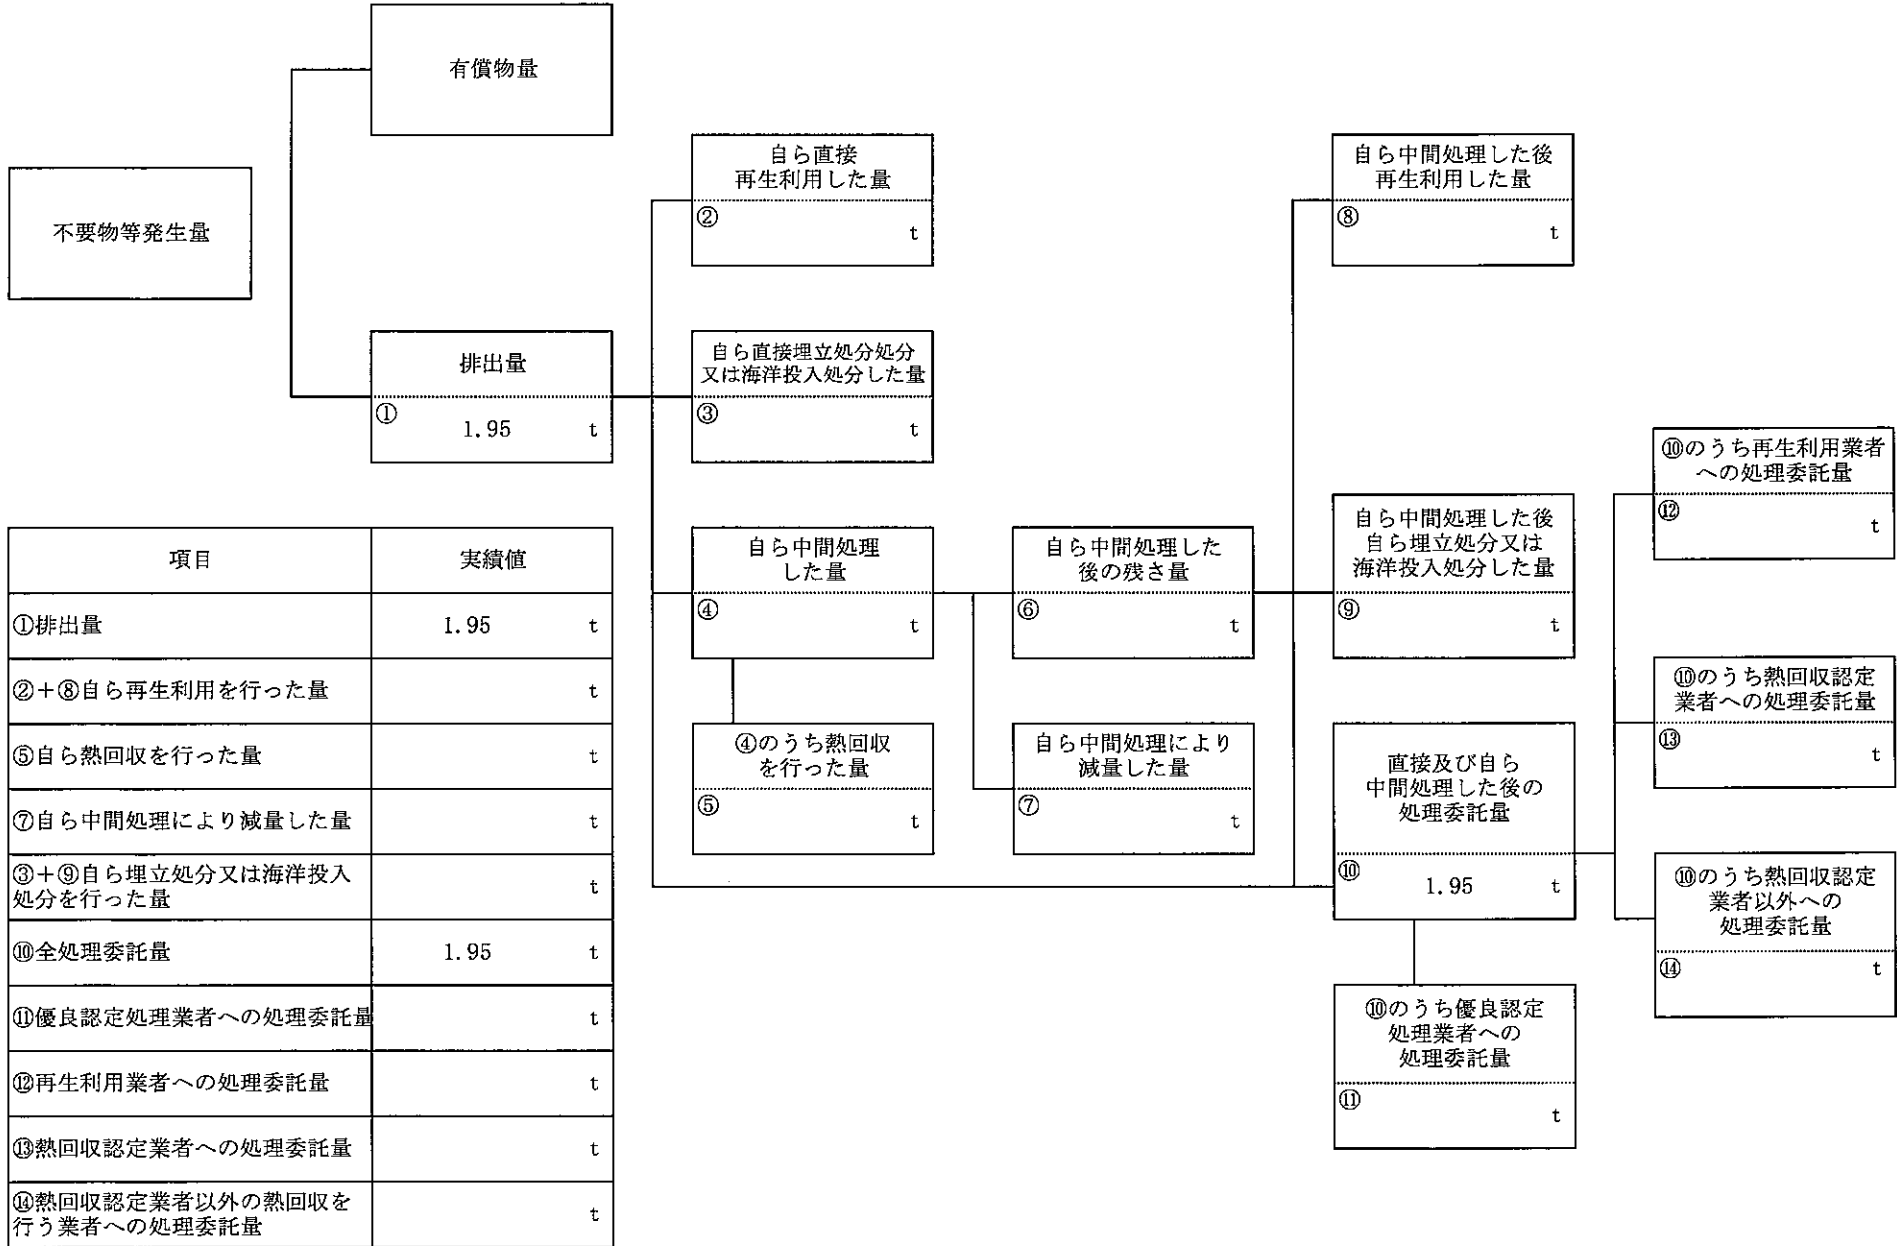 有償物量
不要物等発生量
排出量
①
1.95 t
自ら直接
再生利用した量
②
t
自ら直接埋立処分処分
又は海洋投入処分した量
③
t
自ら中間処理
した量
④
t
④のうち熱回収
を行った量
⑤
t
自ら中間処理した
後の残さ量
⑥
t
自ら中間処理により
減量した量
⑦
t
自ら中間処理した後
再生利用した量
⑧
t
自ら中間処理した後
自ら埋立処分又は
海洋投入処分した量
⑨
t
直接及び自ら
中間処理した後の
処理委託量
⑩
1.95 t
⑩のうち優良認定
処理業者への
処理委託量
⑪
t
⑩のうち再生利用業者
への処理委託量
⑫
t
⑩のうち熱回収認定
業者への処理委託量
⑬
t
⑩のうち熱回収認定
業者以外への
処理委託量
⑭
t
項目 実績値
①排出量 1.95 t
②+⑧自ら再生利用を行った量 t
⑤自ら熱回収を行った量 t
⑦自ら中間処理により減量した量 t
③+⑨自ら埋立処分又は海洋投入
処分を行った量 t
⑩全処理委託量 1.95 t
⑪優良認定処理業者への処理委託量 t
⑫再生利用業者への処理委託量 t
⑬熱回収認定業者への処理委託量 t
⑭熱回収認定業者以外の熱回収を
行う業者への処理委託量 t